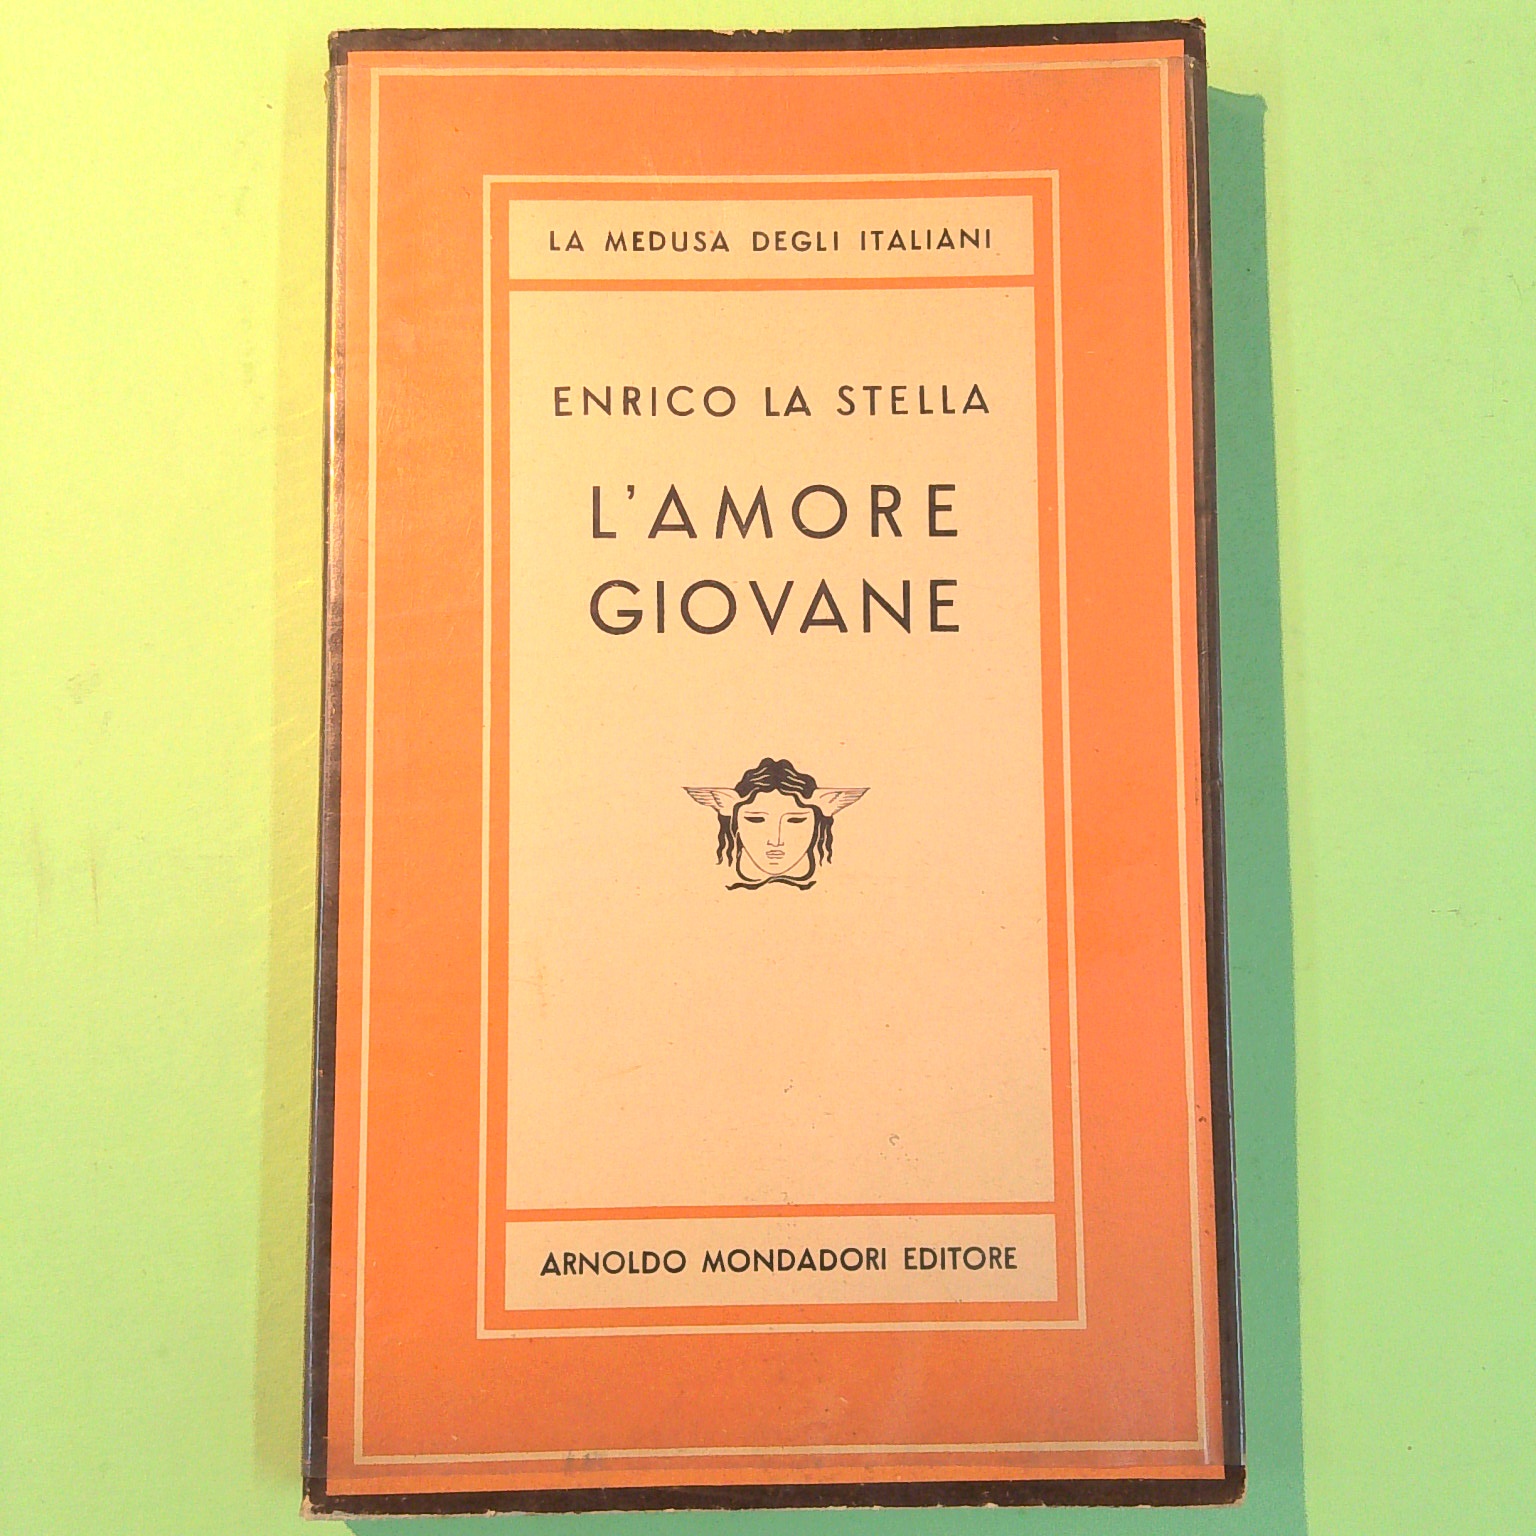 LA MEDUSA DEGLI ITALIANI
ENRICO LA STELLA
L'AMORE
GIOVANE
ARNOLDO MONDADORI EDITORE